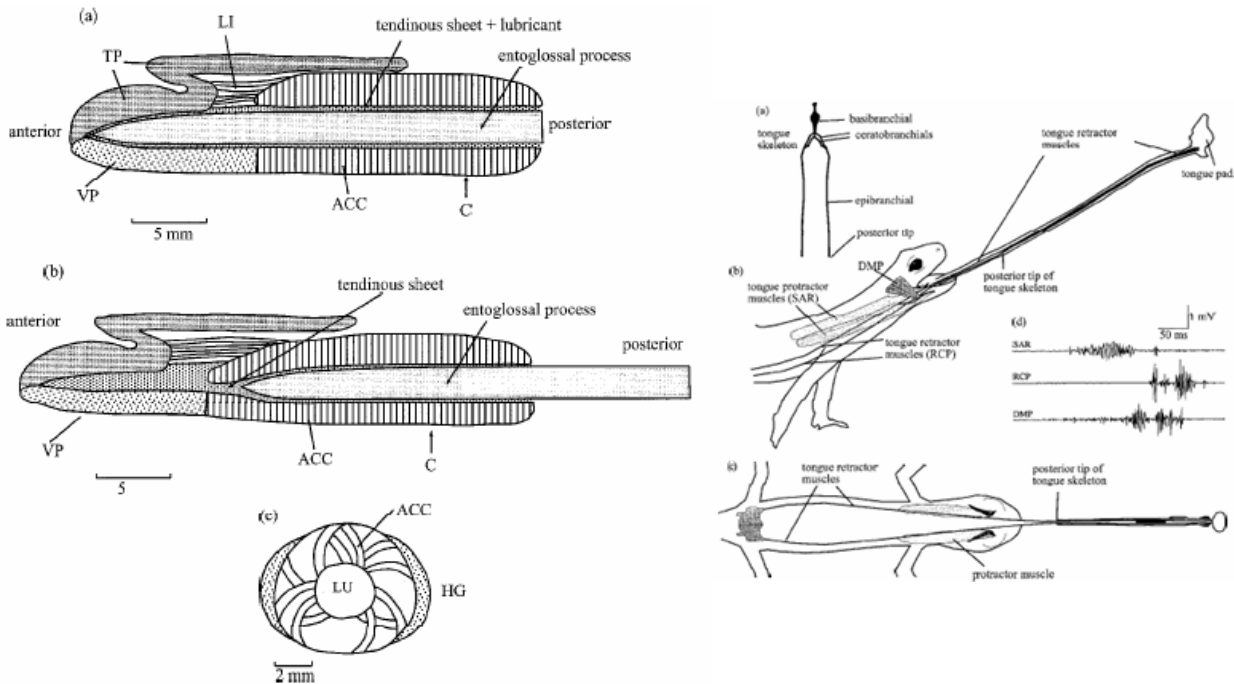 (a)
LI
tendinous sheet + lubricant
TP
entoglossal process
anterior
posterior
VP
ACC
C
5 mm
(b)
tendinous sheet
anterior
entoglossal process
posterior
VP
ACC
C
5
(c)
ACC
LU
HG
2 mm
(a)
basibranchial
tongue
skeleton
ceratobranchials
tongue retractor
muscles
tongue pad
epibranchial
posterior tip
(b)
DMP
tongue protractor
muscles (SAR)
posterior tip of
tongue skeleton
tongue retractor
muscles (RCP)
(d)
1 mV
50 ms
SAR
RCP
DMP
(c)
tongue retractor
muscles
posterior tip of
tongue skeleton
protractor muscle